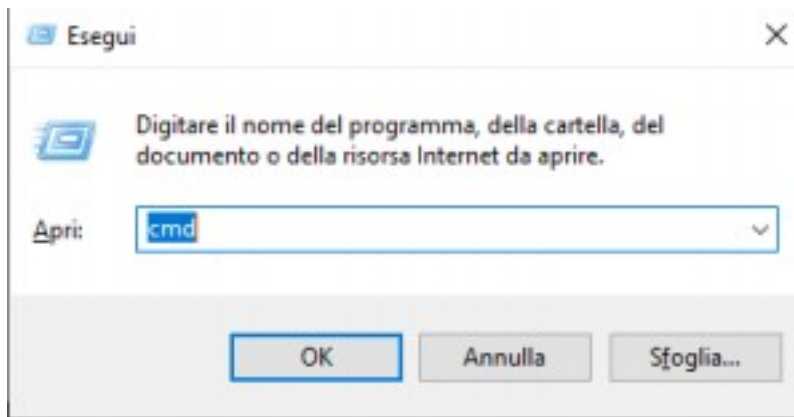 Esegui
Digitare il nome del programma, della cartella, del
documento o della risorsa Internet da aprire.
Apri: cmd
OK Annulla Sfoglia...